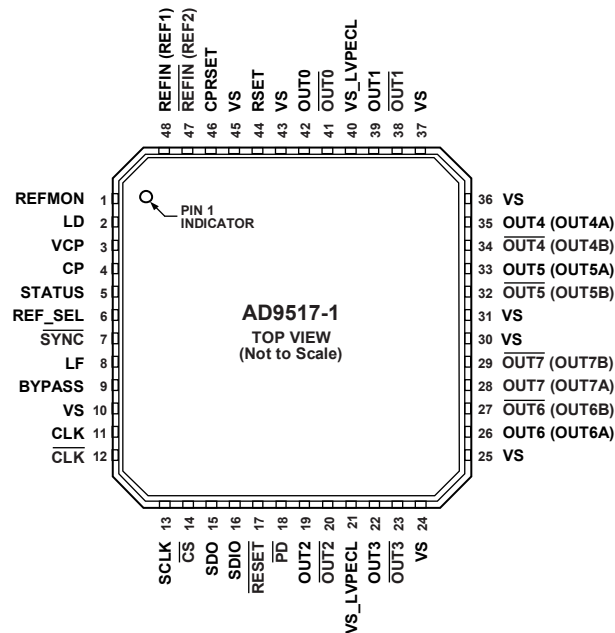 48 REFIN (REF1)
47 REFIN (REF2)
46 CPRSET
45 VS
44 RSET
43 VS
42 OUT0
41 OUT0
40 VS_LVPECL
39 OUT1
38 OUT1
37 VS
REFMON 1
LD 2
VCP 3
CP 4
STATUS 5
REF_SEL 6
SYNC 7
LF 8
BYPASS 9
VS 10
CLK 11
CLK 12
PIN 1
INDICATOR
AD9517-1
TOP VIEW
(Not to Scale)
36 VS
35 OUT4 (OUT4A)
34 OUT4 (OUT4B)
33 OUT5 (OUT5A)
32 OUT5 (OUT5B)
31 VS
30 VS
29 OUT7 (OUT7B)
28 OUT7 (OUT7A)
27 OUT6 (OUT6B)
26 OUT6 (OUT6A)
25 VS
SCLK 13
CS 14
SDO 15
SDIO 16
RESET 17
PD 18
OUT2 19
OUT2 20
VS_LVPECL 21
OUT3 22
OUT3 23
VS 24